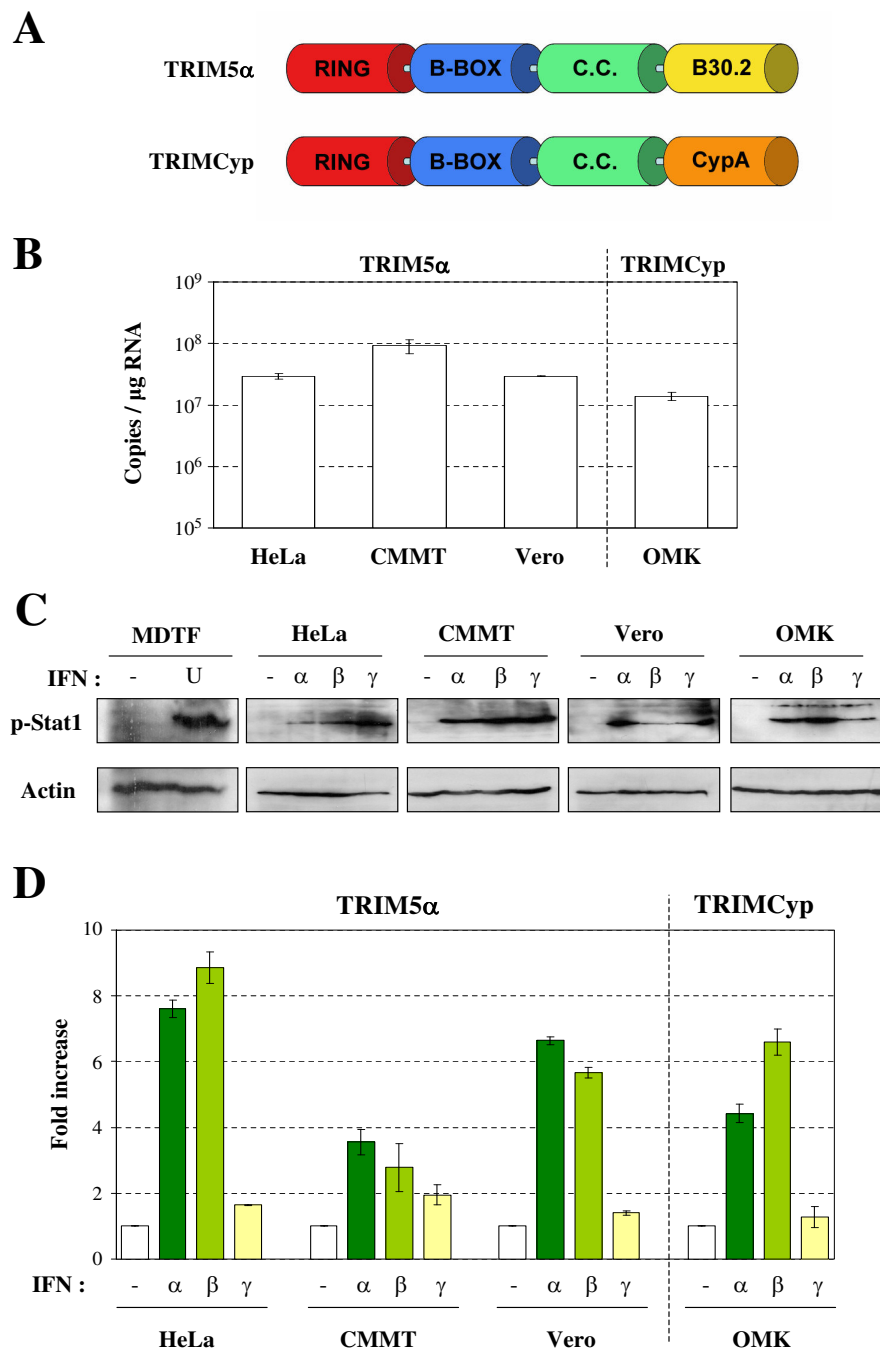 A
TRIM5α
RING B-BOX C.C. B30.2
TRIMCyp
RING B-BOX C.C. CypA
B
TRIM5α TRIMCyp
Copies / µg RNA
10⁹
10⁸
10⁷
10⁶
10⁵
HeLa CMMT Vero OMK
C
MDTF HeLa CMMT Vero OMK
IFN : - U - α β γ - α β γ - α β γ - α β γ
p-Stat1
Actin
D
TRIM5α TRIMCyp
Fold increase
10
8
6
4
2
0
IFN : - α β γ - α β γ - α β γ - α β γ
HeLa CMMT Vero OMK